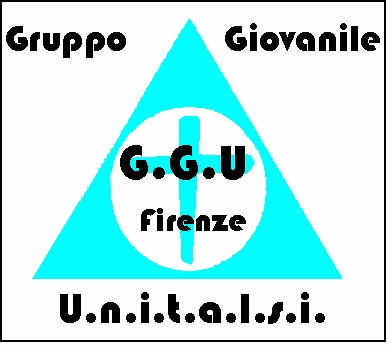 Gruppo Giovanile
G.G.U
Firenze
U.n.i.t.a.l.s.i.